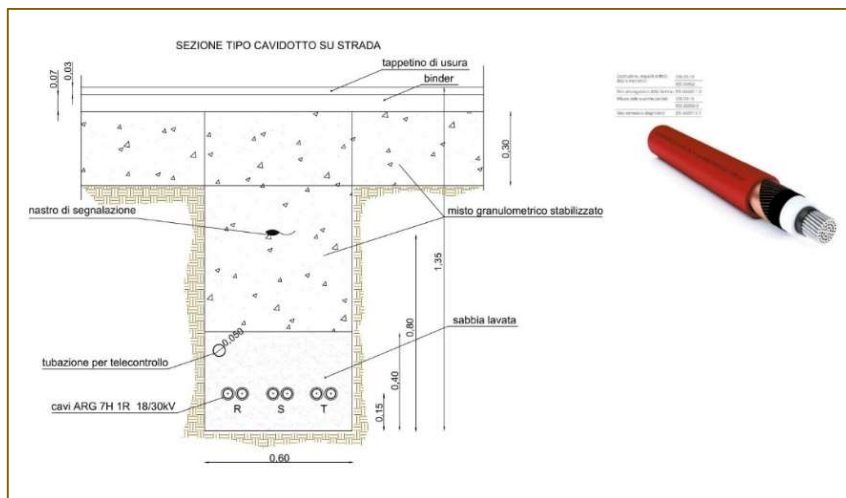 SEZIONE TIPO CAVIDOTTO SU STRADA
tappetino di usura
binder
0,07
0,03
0,30
nastro di segnalazione
misto granulometrico stabilizzato
1,35
0,80
sabbia lavata
0,050
tubazione per telecontrollo
0,40
cavi ARG 7H 1R 18/30kV
R S T
0,15
0,60